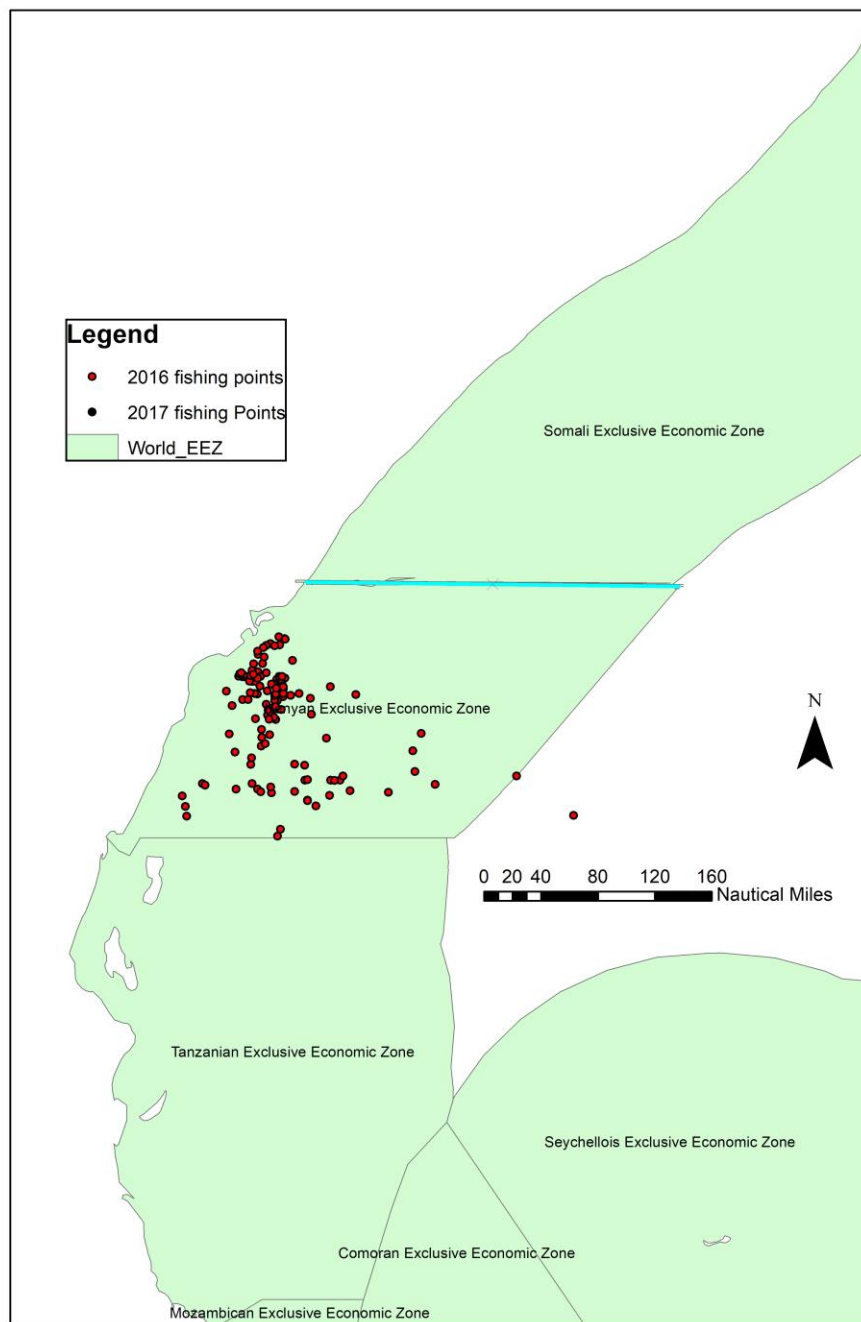 Legend
2016 fishing points
2017 fishing Points
World_EEZ
Somali Exclusive Economic Zone
nyan Exclusive Economic Zone
N
0 20 40 80 120 160
Nautical Miles
Tanzanian Exclusive Economic Zone
Seychellois Exclusive Economic Zone
Comoran Exclusive Economic Zone
Mozambican Exclusive Economic Zone